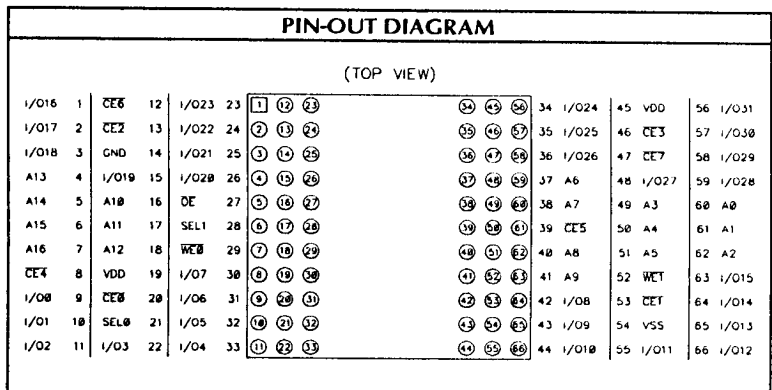 PIN-OUT DIAGRAM
(TOP VIEW)
I/O16 1 CE6 12 I/O23 23 1 12 23 34 45 56 34 I/O24 45 VDD 56 I/O31
I/O17 2 CE2 13 I/O22 24 2 13 24 35 46 57 35 I/O25 46 CE3 57 I/O30
I/O18 3 GND 14 I/O21 25 3 14 25 36 47 58 36 I/O26 47 CE7 58 I/O29
A13 4 I/O19 15 I/O20 26 4 15 26 37 48 59 37 A6 48 I/O27 59 I/O28
A14 5 A10 16 OE 27 5 16 27 38 49 60 38 A7 49 A3 60 A0
A15 6 A11 17 SEL1 28 6 17 28 39 50 61 39 CE5 50 A4 61 A1
A16 7 A12 18 WE0 29 7 18 29 40 51 62 40 A8 51 A5 62 A2
CE4 8 VDD 19 I/O7 30 8 19 30 41 52 63 41 A9 52 WE1 63 I/O15
I/O0 9 CE0 20 I/O6 31 9 20 31 42 53 64 42 I/O8 53 CE1 64 I/O14
I/O1 10 SEL0 21 I/O5 32 10 21 32 43 54 65 43 I/O9 54 VSS 65 I/O13
I/O2 11 I/O3 22 I/O4 33 11 22 33 44 55 66 44 I/O10 55 I/O11 66 I/O12